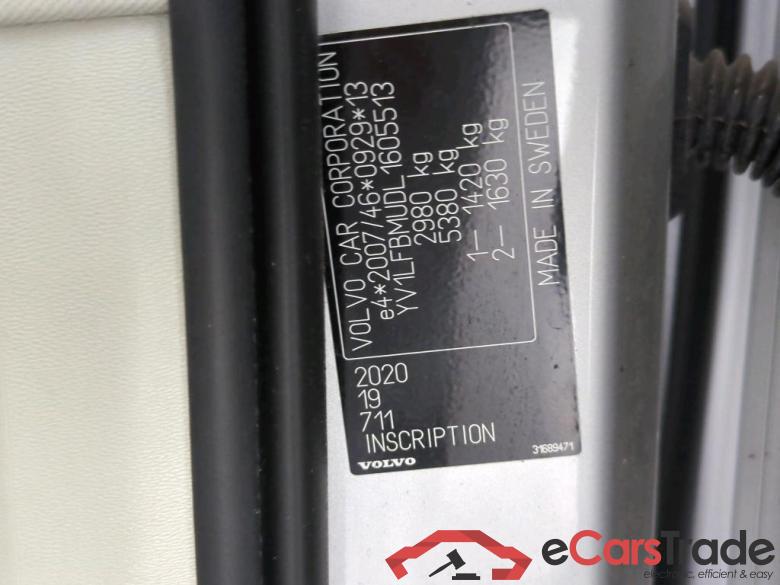 VOLVO CAR CORPORATION
e4*2007/46*0929*13
YV1LFBMUDL1605513
2980 kg
5380 kg
1— 1420 kg
2— 1630 kg
MADE IN SWEDEN
2020
19
711
INSCRIPTION
VOLVO
31689471
eCarsTrade
electronic, efficient & easy